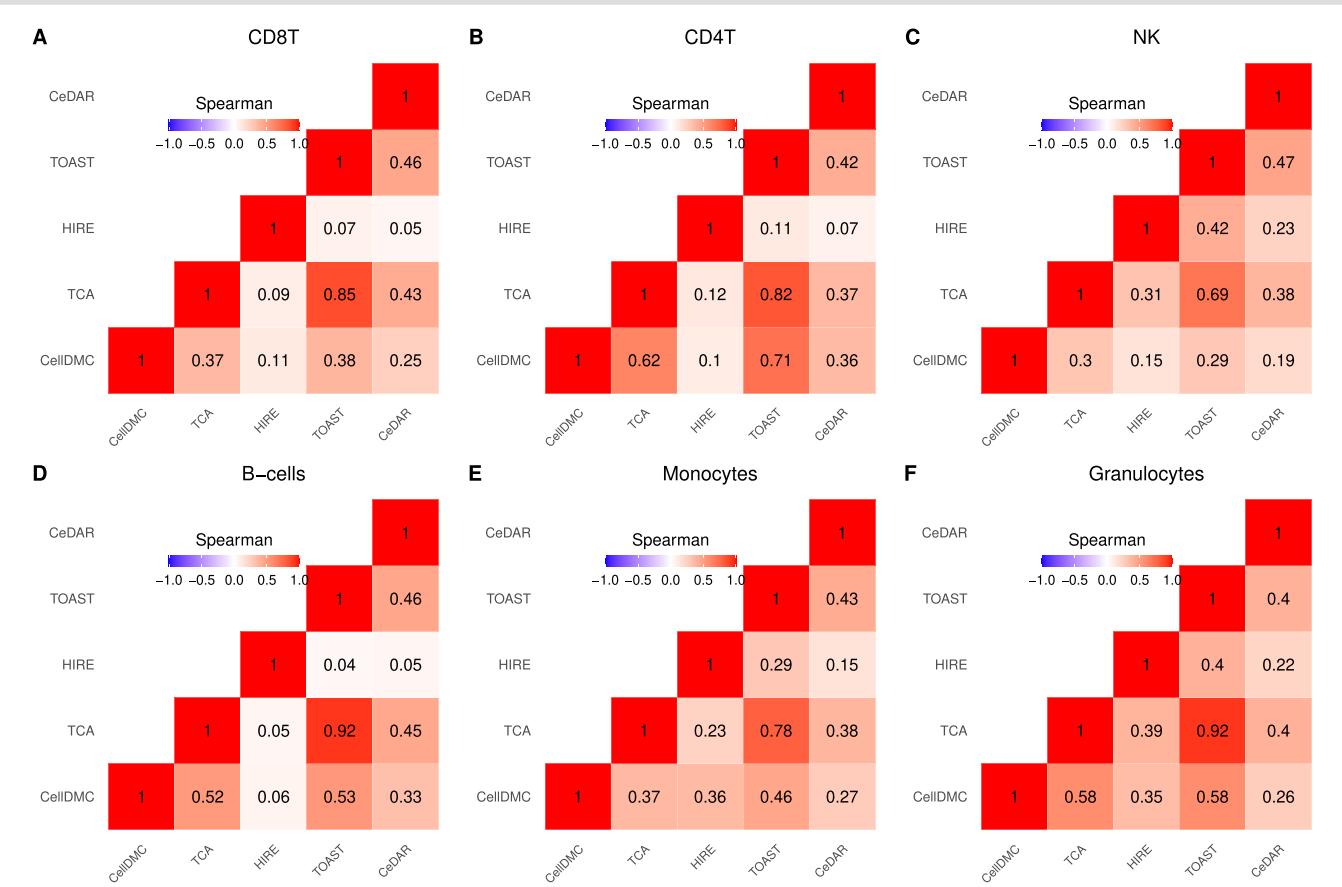 A CD8T
Spearman
−1.0 −0.5 0.0 0.5 1.0
CeDAR 1
TOAST 1 0.46
HIRE 1 0.07 0.05
TCA 1 0.09 0.85 0.43
CellDMC 1 0.37 0.11 0.38 0.25
CellDMC TCA HIRE TOAST CeDAR
B CD4T
Spearman
−1.0 −0.5 0.0 0.5 1.0
CeDAR 1
TOAST 1 0.42
HIRE 1 0.11 0.07
TCA 1 0.12 0.82 0.37
CellDMC 1 0.62 0.1 0.71 0.36
CellDMC TCA HIRE TOAST CeDAR
C NK
Spearman
−1.0 −0.5 0.0 0.5 1.0
CeDAR 1
TOAST 1 0.47
HIRE 1 0.42 0.23
TCA 1 0.31 0.69 0.38
CellDMC 1 0.3 0.15 0.29 0.19
CellDMC TCA HIRE TOAST CeDAR
D B−cells
Spearman
−1.0 −0.5 0.0 0.5 1.0
CeDAR 1
TOAST 1 0.46
HIRE 1 0.04 0.05
TCA 1 0.05 0.92 0.45
CellDMC 1 0.52 0.06 0.53 0.33
CellDMC TCA HIRE TOAST CeDAR
E Monocytes
Spearman
−1.0 −0.5 0.0 0.5 1.0
CeDAR 1
TOAST 1 0.43
HIRE 1 0.29 0.15
TCA 1 0.23 0.78 0.38
CellDMC 1 0.37 0.36 0.46 0.27
CellDMC TCA HIRE TOAST CeDAR
F Granulocytes
Spearman
−1.0 −0.5 0.0 0.5 1.0
CeDAR 1
TOAST 1 0.4
HIRE 1 0.4 0.22
TCA 1 0.39 0.92 0.4
CellDMC 1 0.58 0.35 0.58 0.26
CellDMC TCA HIRE TOAST CeDAR